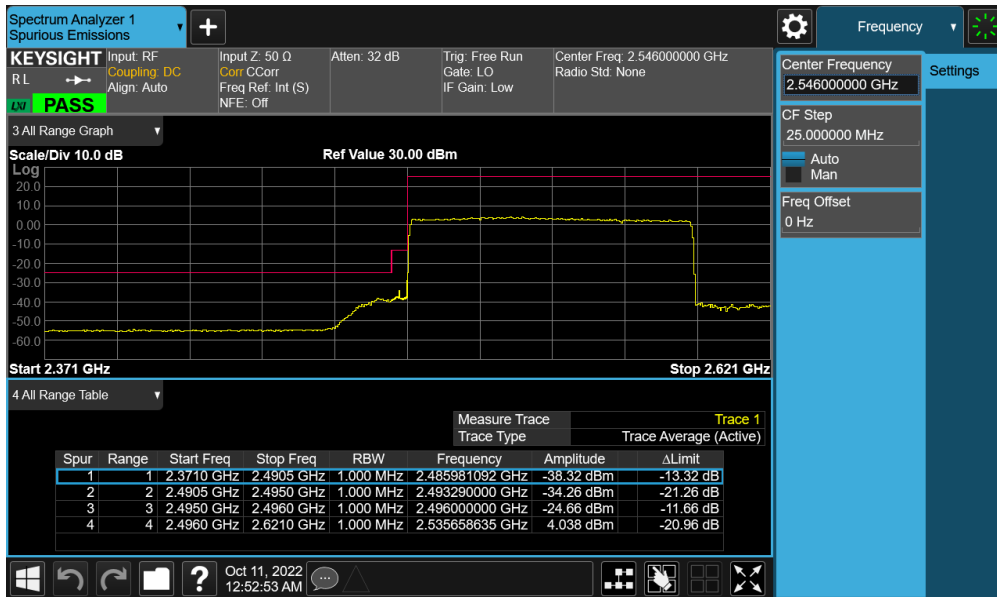 Spectrum Analyzer 1
Spurious Emissions
+
Frequency
KEYSIGHT
R L
LXI
PASS
Input: RF
Coupling: DC
Align: Auto
Input Z: 50 Ω
Corr CCorr
Freq Ref: Int (S)
NFE: Off
Atten: 32 dB
Trig: Free Run
Gate: LO
IF Gain: Low
Center Freq: 2.546000000 GHz
Radio Std: None
Center Frequency
2.546000000 GHz
Settings
CF Step
25.000000 MHz
Auto
Man
Freq Offset
0 Hz
3 All Range Graph
Scale/Div 10.0 dB
Ref Value 30.00 dBm
Log
20.0
10.0
0.00
-10.0
-20.0
-30.0
-40.0
-50.0
-60.0
Start 2.371 GHz
Stop 2.621 GHz
4 All Range Table
Measure Trace Trace 1
Trace Type Trace Average (Active)
Spur Range Start Freq Stop Freq RBW Frequency Amplitude ΔLimit
1 1 2.3710 GHz 2.4905 GHz 1.000 MHz 2.485981092 GHz -38.32 dBm -13.32 dB
2 2 2.4905 GHz 2.4950 GHz 1.000 MHz 2.493290000 GHz -34.26 dBm -21.26 dB
3 3 2.4950 GHz 2.4960 GHz 1.000 MHz 2.496000000 GHz -24.66 dBm -11.66 dB
4 4 2.4960 GHz 2.6210 GHz 1.000 MHz 2.535658635 GHz 4.038 dBm -20.96 dB
?
Oct 11, 2022
12:52:53 AM